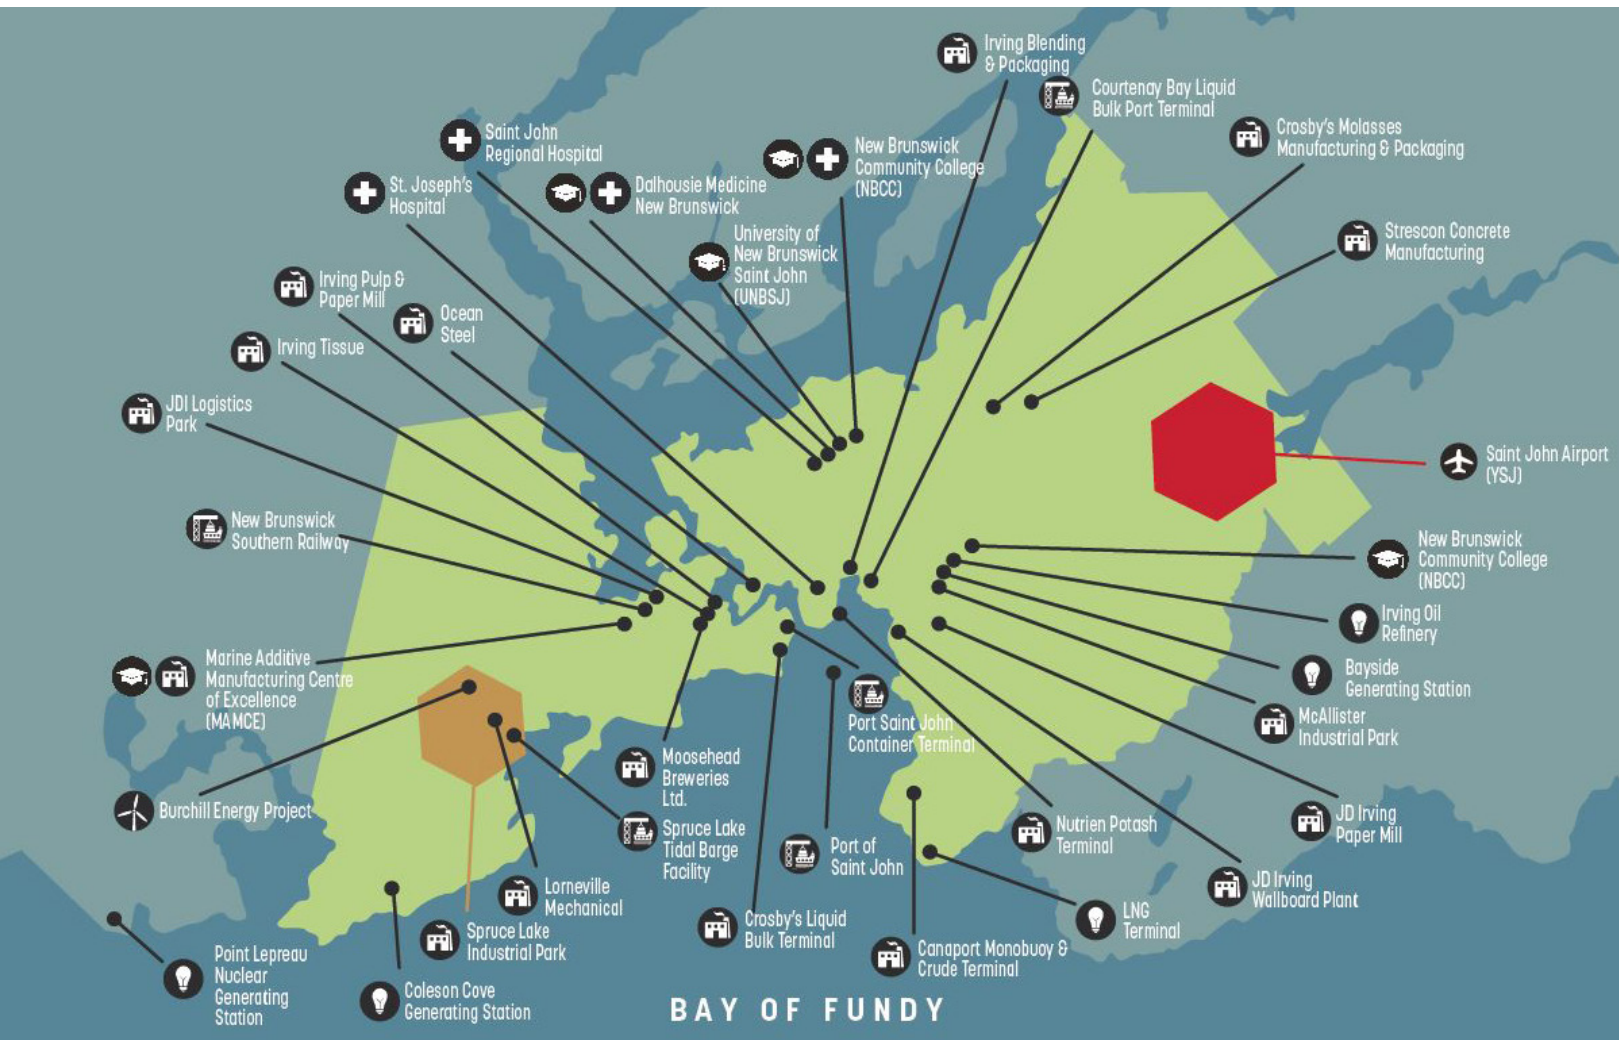 Irving Blending
& Packaging
Courtenay Bay Liquid
Bulk Port Terminal
Crosby's Molasses
Manufacturing & Packaging
Saint John
Regional Hospital
New Brunswick
Community College
(NBCC)
St. Joseph's
Hospital
Dalhousie Medicine
New Brunswick
University of
New Brunswick
Saint John
(UNBSJ)
Strescon Concrete
Manufacturing
Irving Pulp &
Paper Mill
Ocean
Steel
Irving Tissue
JDI Logistics
Park
Saint John Airport
(YSJ)
New Brunswick
Southern Railway
New Brunswick
Community College
(NBCC)
Irving Oil
Refinery
Marine Additive
Manufacturing Centre
of Excellence
(MAMCE)
Bayside
Generating Station
McAllister
Industrial Park
Port Saint John
Container Terminal
Moosehead
Breweries
Ltd.
Burchill Energy Project
JD Irving
Paper Mill
Nutrien Potash
Terminal
Spruce Lake
Tidal Barge
Facility
Port of
Saint John
JD Irving
Wallboard Plant
Lorneville
Mechanical
LNG
Terminal
Crosby's Liquid
Bulk Terminal
Spruce Lake
Industrial Park
Canaport Monobuoy &
Crude Terminal
Point Lepreau
Nuclear
Generating
Station
Coleson Cove
Generating Station
BAY OF FUNDY